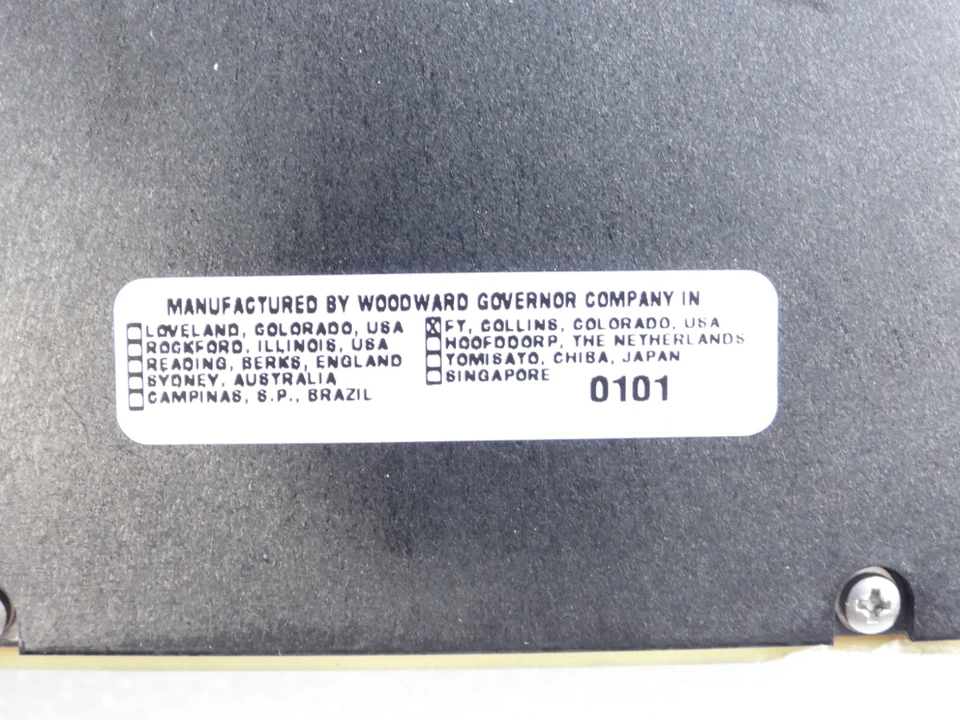 MANUFACTURED BY WOODWARD GOVERNOR COMPANY IN
LOVELAND, COLORADO, USA
ROCKFORD, ILLINOIS, USA
READING, BERKS, ENGLAND
SYDNEY, AUSTRALIA
CAMPINAS, S.P., BRAZIL
FT, COLLINS, COLORADO, USA
HOOFDDORP, THE NETHERLANDS
TOMISATO, CHIBA, JAPAN
SINGAPORE
0101